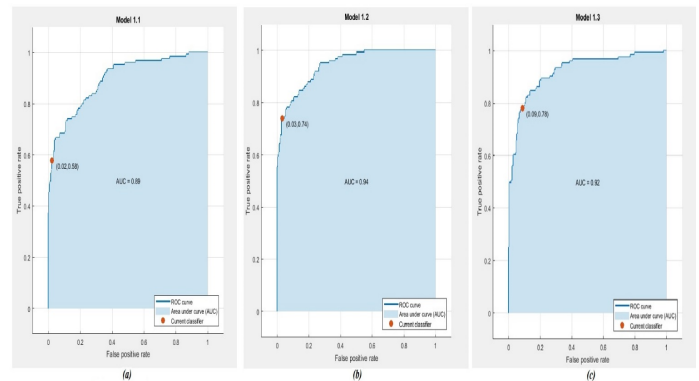 Model 1.1
1
0.8
0.6
0.4
0.2
0
True positive rate
(0.02,0.58)
AUC = 0.89
ROC curve
Area under curve (AUC)
Current classifier
0 0.2 0.4 0.6 0.8 1
False positive rate
(a)
Model 1.2
1
0.8
0.6
0.4
0.2
0
True positive rate
(0.03,0.74)
AUC = 0.94
ROC curve
Area under curve (AUC)
Current classifier
0 0.2 0.4 0.6 0.8 1
False positive rate
(b)
Model 1.3
1
0.8
0.6
0.4
0.2
0
True positive rate
(0.09,0.78)
AUC = 0.92
ROC curve
Area under curve (AUC)
Current classifier
0 0.2 0.4 0.6 0.8 1
False positive rate
(c)